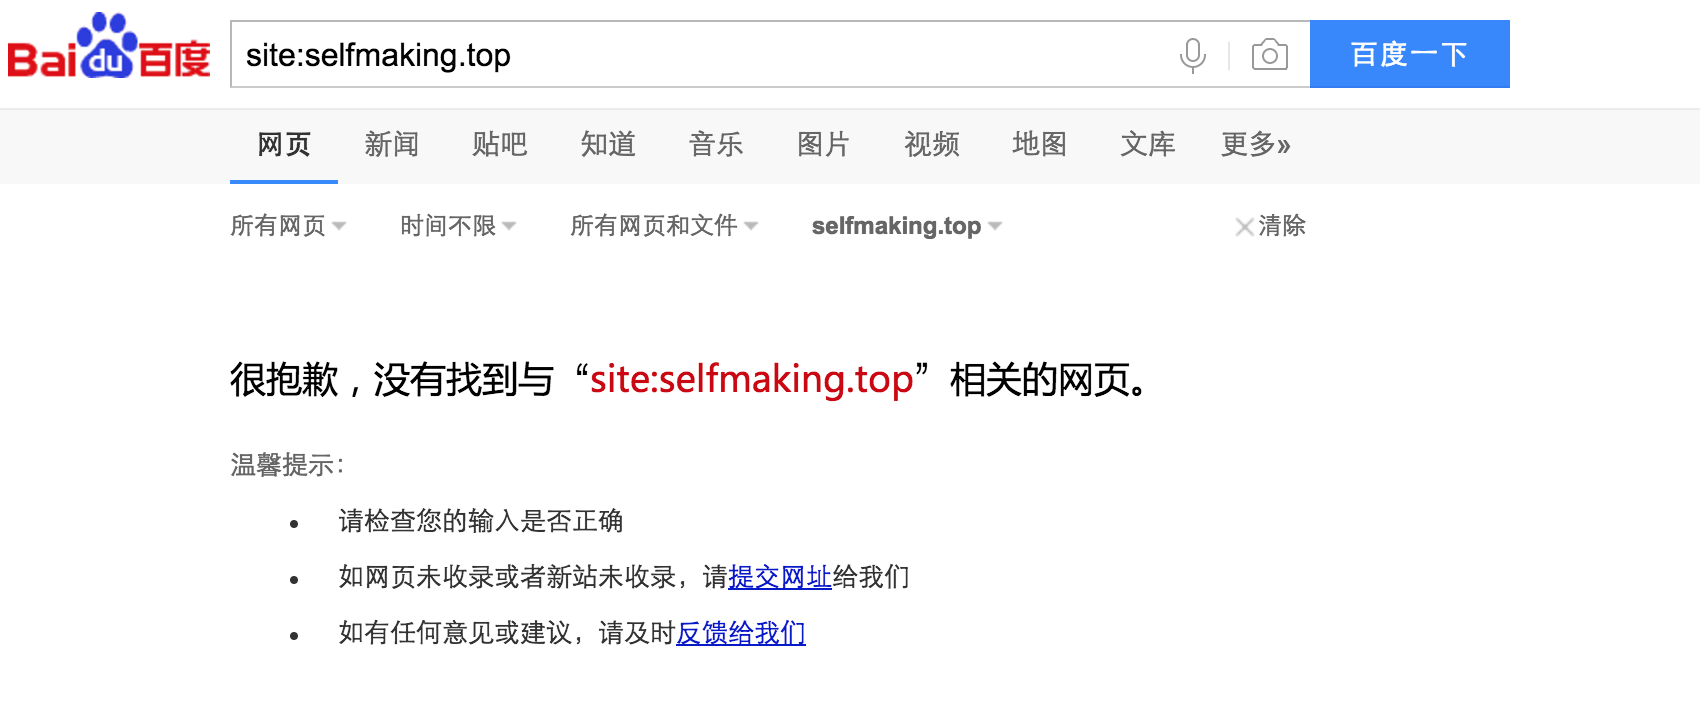 Bai du 百度 site:selfmaking.top 百度一下
网页 新闻 贴吧 知道 音乐 图片 视频 地图 文库 更多»
所有网页 时间不限 所有网页和文件 selfmaking.top 清除
很抱歉，没有找到与“site:selfmaking.top”相关的网页。
温馨提示：
• 请检查您的输入是否正确
• 如网页未收录或者新站未收录，请提交网址给我们
• 如有任何意见或建议，请及时反馈给我们